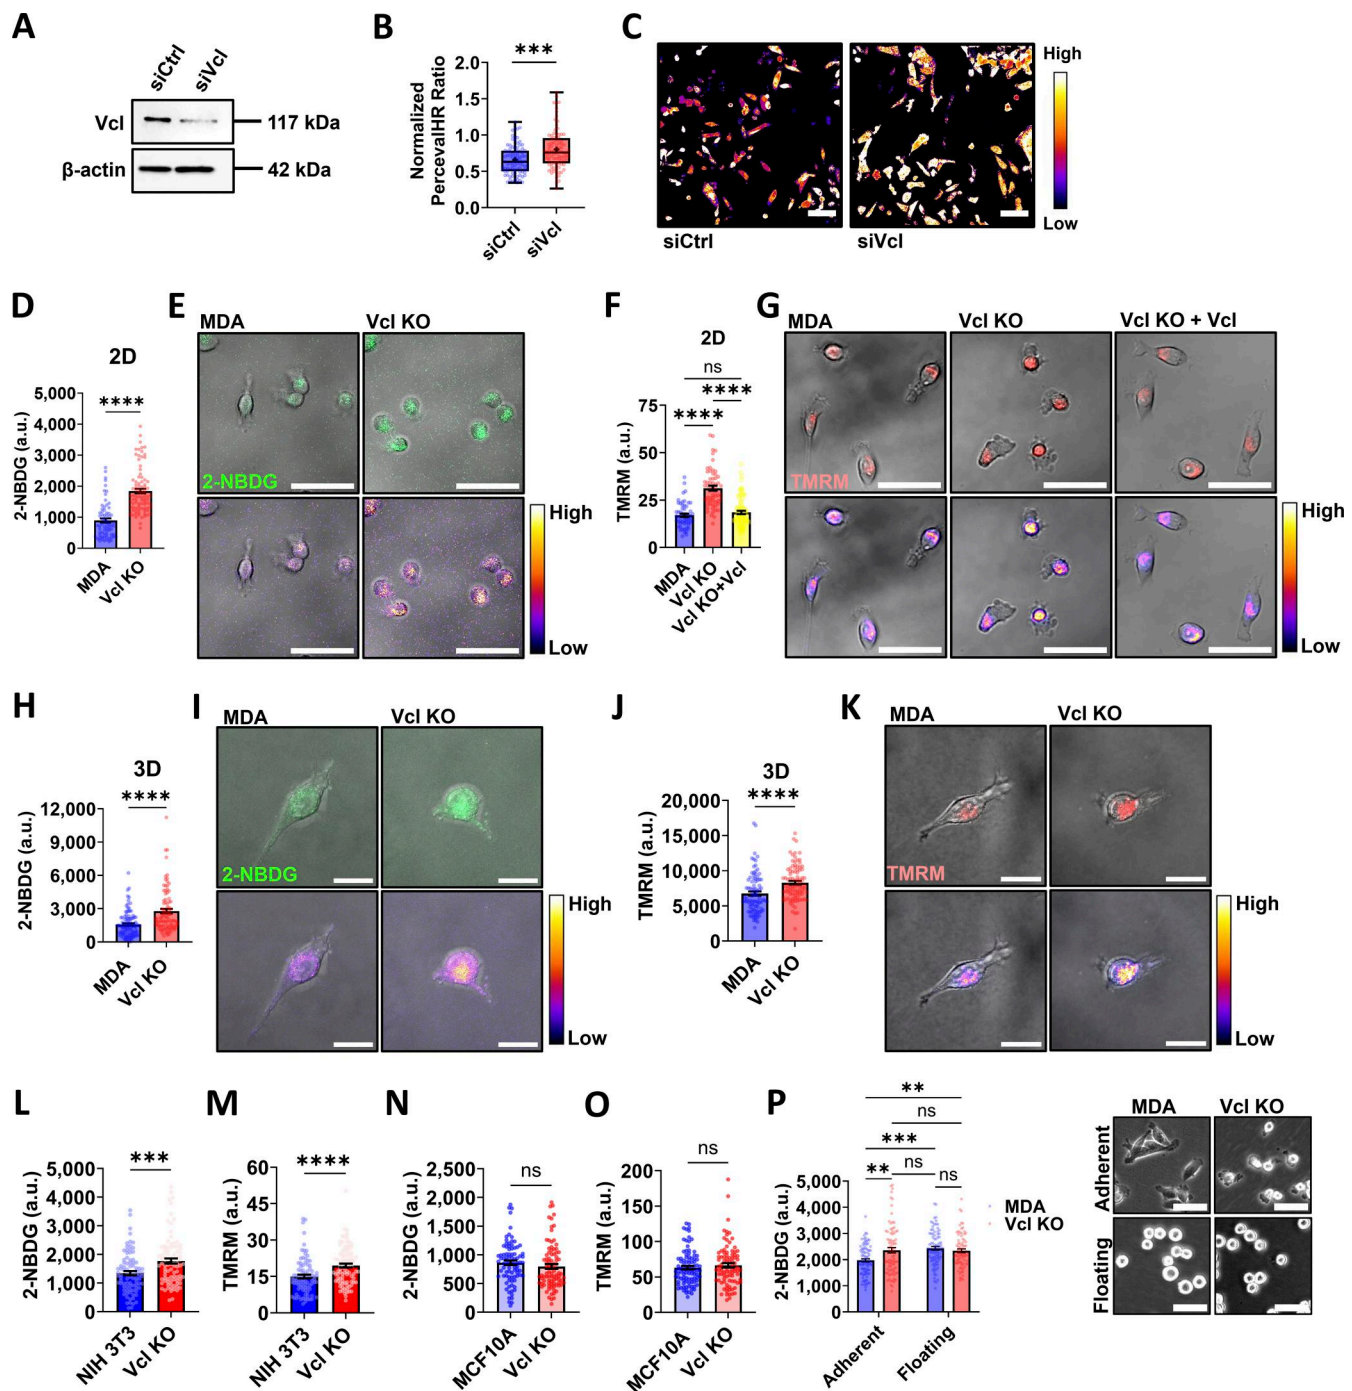 A
siCtrl
siVcl
Vcl
117 kDa
β-actin
42 kDa
B
***
Normalized
PercevalHR Ratio
2.0
1.5
1.0
0.5
0.0
siCtrl
siVcl
C
siCtrl
siVcl
High
Low
D
2D
****
2-NBDG (a.u.)
5,000
4,000
3,000
2,000
1,000
0
MDA
Vcl KO
E
MDA
Vcl KO
2-NBDG
High
Low
F
2D
ns
****
****
TMRM (a.u.)
75
50
25
0
MDA
Vcl KO
Vcl KO+Vcl
G
MDA
Vcl KO
Vcl KO + Vcl
TMRM
High
Low
H
3D
****
2-NBDG (a.u.)
12,000
9,000
6,000
3,000
0
MDA
Vcl KO
I
MDA
Vcl KO
2-NBDG
High
Low
J
3D
****
TMRM (a.u.)
20,000
15,000
10,000
5,000
0
MDA
Vcl KO
K
MDA
Vcl KO
TMRM
High
Low
L
***
2-NBDG (a.u.)
5,000
4,000
3,000
2,000
1,000
0
NIH 3T3
Vcl KO
M
****
TMRM (a.u.)
60
45
30
15
0
NIH 3T3
Vcl KO
N
ns
2-NBDG (a.u.)
2,500
2,000
1,500
1,000
500
0
MCF10A
Vcl KO
O
ns
TMRM (a.u.)
200
150
100
50
0
MCF10A
Vcl KO
P
**
ns
***
ns
**
ns
2-NBDG (a.u.)
5,000
4,000
3,000
2,000
1,000
0
Adherent
Floating
MDA
Vcl KO
MDA
Vcl KO
Adherent
Floating